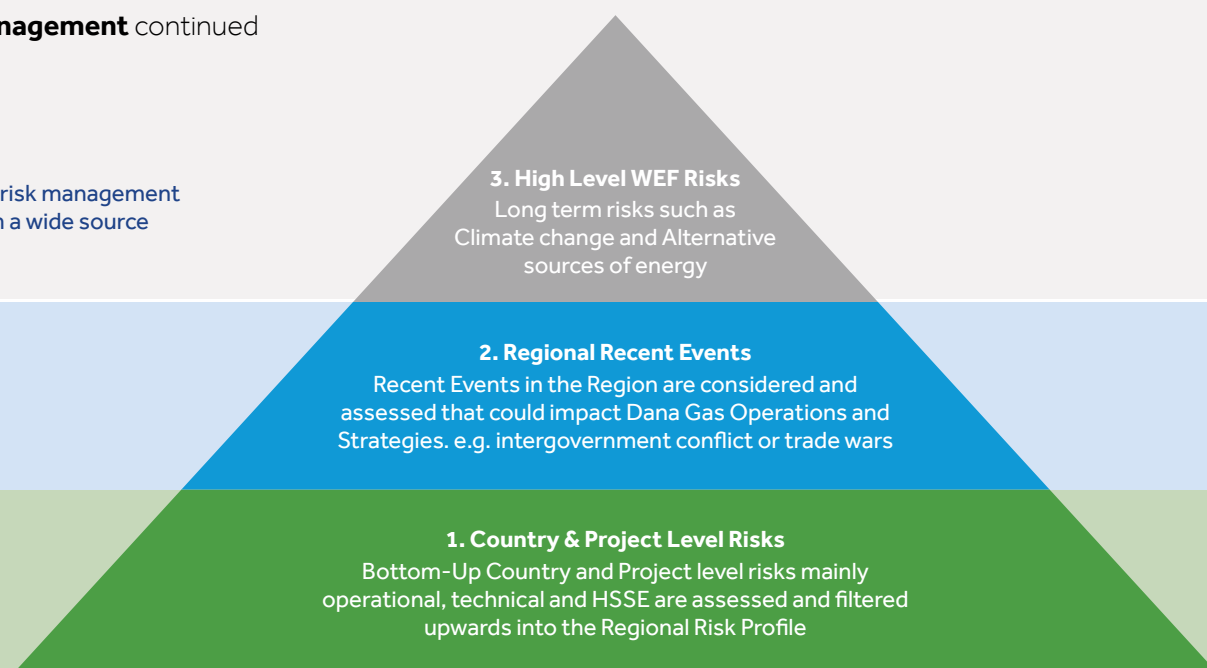 nagement continued
risk management
a wide source
3. High Level WEF Risks
Long term risks such as
Climate change and Alternative
sources of energy
2. Regional Recent Events
Recent Events in the Region are considered and
assessed that could impact Dana Gas Operations and
Strategies. e.g. intergovernment conflict or trade wars
1. Country & Project Level Risks
Bottom-Up Country and Project level risks mainly
operational, technical and HSSE are assessed and filtered
upwards into the Regional Risk Profile